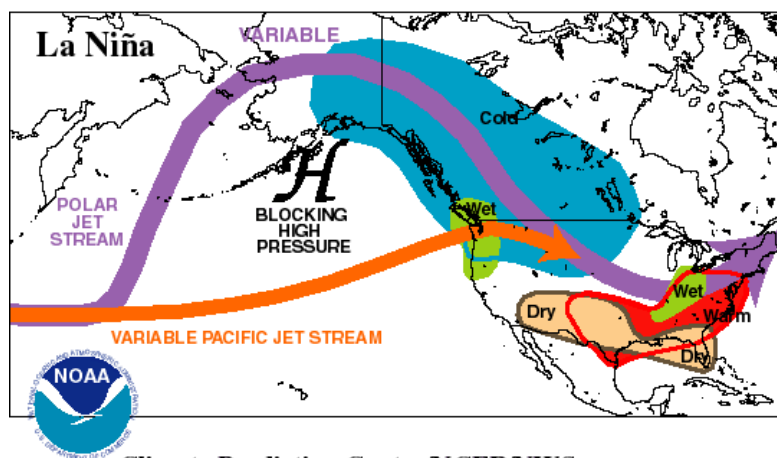 La Niña
VARIABLE
Cold
POLAR
JET
STREAM
H
BLOCKING
HIGH
PRESSURE
Wet
VARIABLE PACIFIC JET STREAM
Wet
Dry
Warm
Dry
NOAA